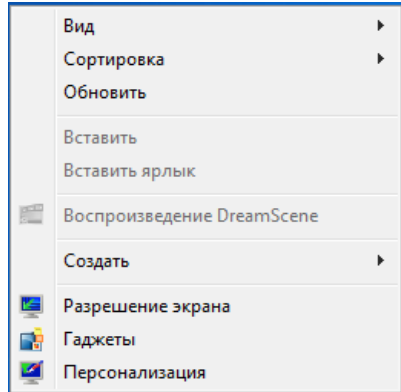 Вид
Сортировка
Обновить
Вставить
Вставить ярлык
Воспроизведение DreamScene
Создать
Разрешение экрана
Гаджеты
Персонализация